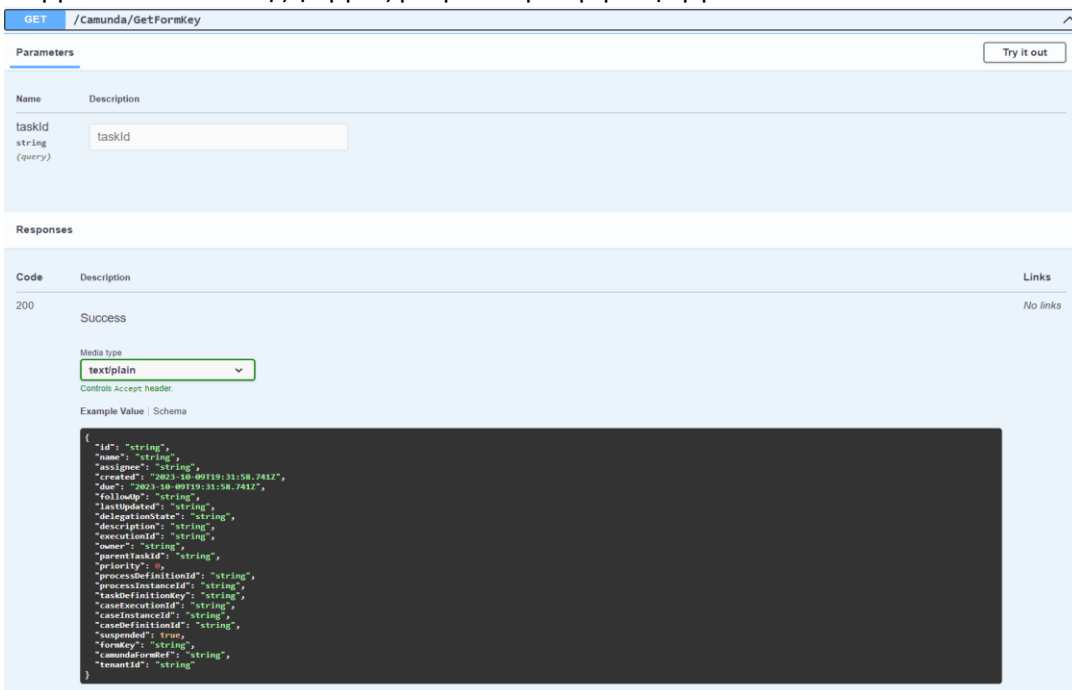 GET /Camunda/GetFormKey
Parameters
Try it out
Name Description
taskId
string
(query)
taskId
Responses
Code Description Links
200
Success
No links
Media type
text/plain
Controls Accept header.
Example Value | Schema
{
"id": "string",
"name": "string",
"assignee": "string",
"created": "2023-10-09T19:31:58.741Z",
"due": "2023-10-09T19:31:58.741Z",
"followUp": "string",
"lastUpdated": "string",
"delegationState": "string",
"description": "string",
"executionId": "string",
"owner": "string",
"parentTaskId": "string",
"priority": 0,
"processDefinitionId": "string",
"processInstanceId": "string",
"taskDefinitionKey": "string",
"caseExecutionId": "string",
"caseInstanceId": "string",
"caseDefinitionId": "string",
"suspended": true,
"formKey": "string",
"camundaFormRef": "string",
"tenantId": "string"
}